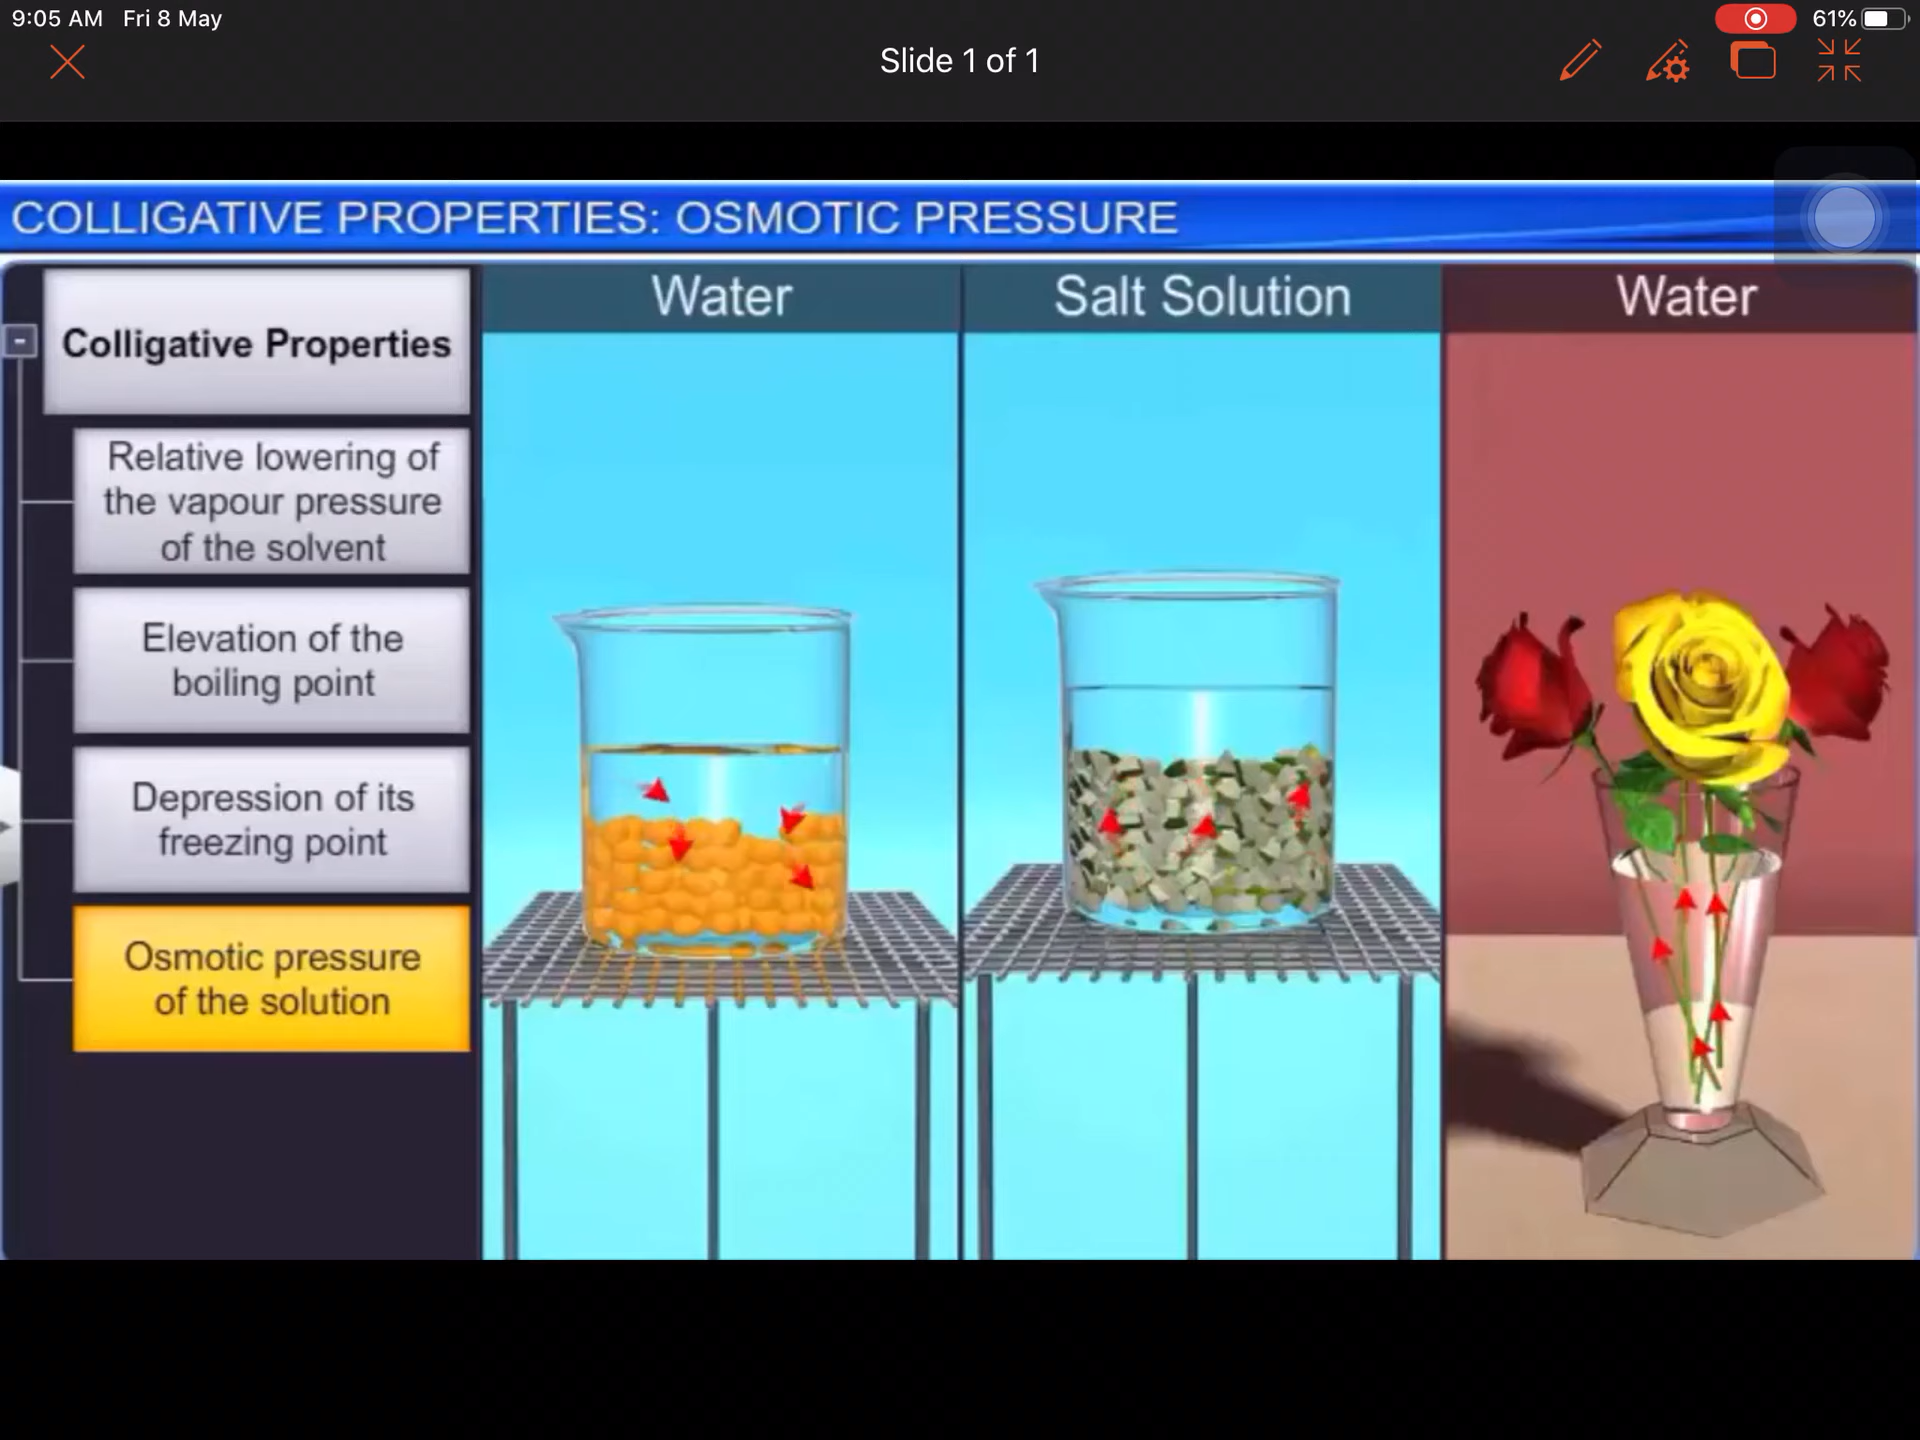 9:05 AM Fri 8 May
61%
Slide 1 of 1
COLLIGATIVE PROPERTIES: OSMOTIC PRESSURE
Colligative Properties
Relative lowering of
the vapour pressure
of the solvent
Elevation of the
boiling point
Depression of its
freezing point
Osmotic pressure
of the solution
Water
Salt Solution
Water